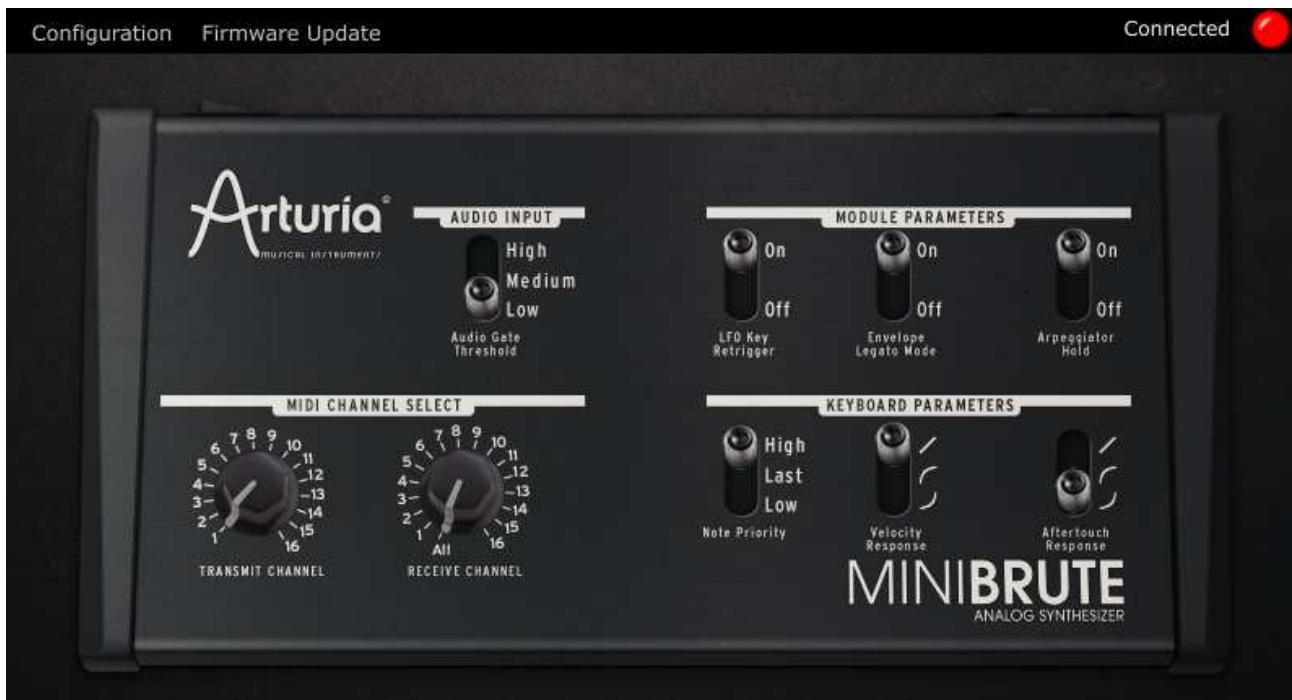 Configuration Firmware Update Connected
Arturia
MUSICAL INSTRUMENTS
AUDIO INPUT
High
Medium
Low
Audio Gate
Threshold
MODULE PARAMETERS
On On On
Off Off Off
LFO Key
Retrigger
Envelope
Legato Mode
Arpeggiator
Hold
MIDI CHANNEL SELECT
1 2 3 4 5 6 7 8 9 10 11 12 13 14 15 16
TRANSMIT CHANNEL
All 1 2 3 4 5 6 7 8 9 10 11 12 13 14 15 16
RECEIVE CHANNEL
KEYBOARD PARAMETERS
High
Last
Low
Note Priority
Velocity
Response
Aftertouch
Response
MINIBRUTE
ANALOG SYNTHESIZER